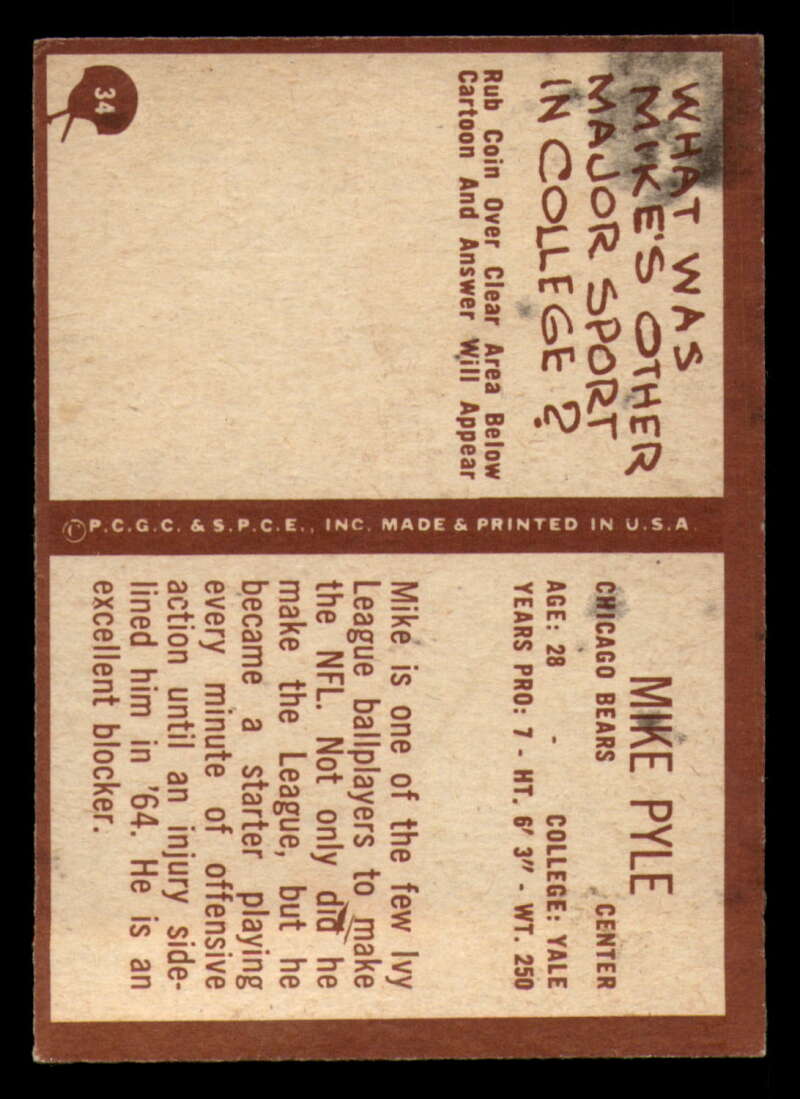 34
WHAT WAS
MIKE'S OTHER
MAJOR SPORT
IN COLLEGE?
Rub Coin Over Clear Area Below
Cartoon And Answer Will Appear
©P.C.G.C. & S.P.C.E., INC. MADE & PRINTED IN U.S.A.
MIKE PYLE
CHICAGO BEARS CENTER
AGE: 28 - COLLEGE: YALE
YEARS PRO: 7 - HT. 6' 3" - WT. 250
Mike is one of the few Ivy
League ballplayers to make
the NFL. Not only did he
make the League, but he
became a starter playing
every minute of offensive
action until an injury side-
lined him in '64. He is an
excellent blocker.